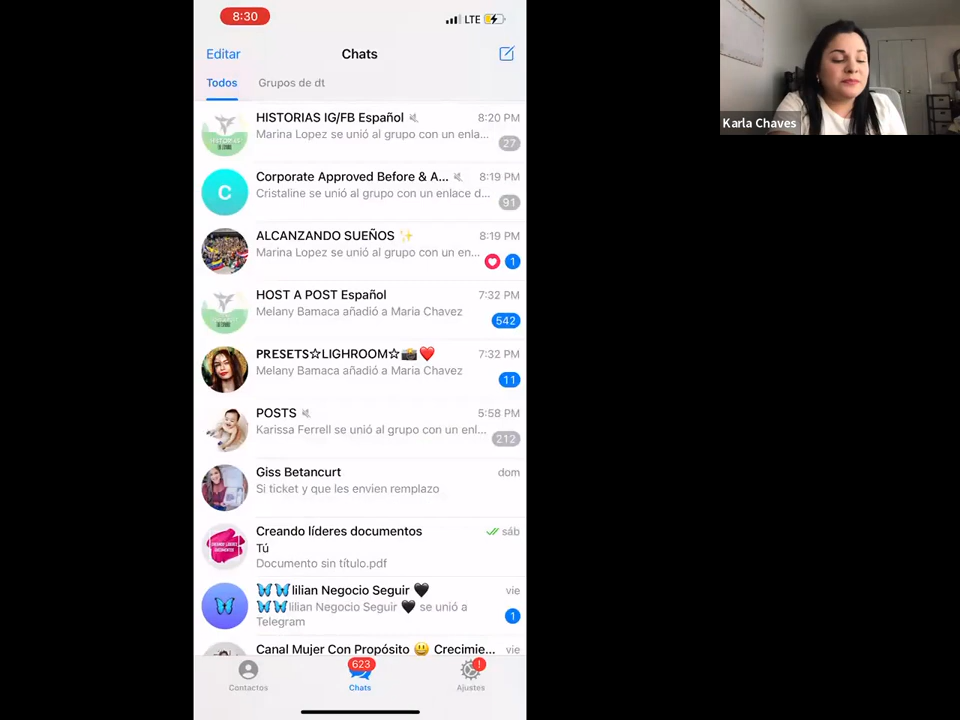 8:30
LTE
Editar
Chats
Todos
Grupos de dt
HISTORIAS IG/FB Español
8:20 PM
Marina Lopez se unió al grupo con un enla...
27
C
Corporate Approved Before & A...
8:19 PM
Cristaline se unió al grupo con un enlace d...
91
ALCANZANDO SUEÑOS ✨
8:19 PM
Marina Lopez se unió al grupo con un en...
1
HOST A POST Español
7:32 PM
Melany Bamaca añadió a Maria Chavez
542
PRESETS☆LIGHROOM☆📸❤️
7:32 PM
Melany Bamaca añadió a Maria Chavez
11
POSTS
5:58 PM
Karissa Ferrell se unió al grupo con un enl...
212
Giss Betancurt
dom
Si ticket y que les envien remplazo
Creando líderes documentos
sáb
Tú
Documento sin título.pdf
🦋🦋lilian Negocio Seguir 🖤
vie
🦋🦋lilian Negocio Seguir 🖤 se unió a
Telegram
1
Canal Mujer Con Propósito 😃 Crecimie...
vie
Contactos
623
Chats
!
Ajustes
Karla Chaves